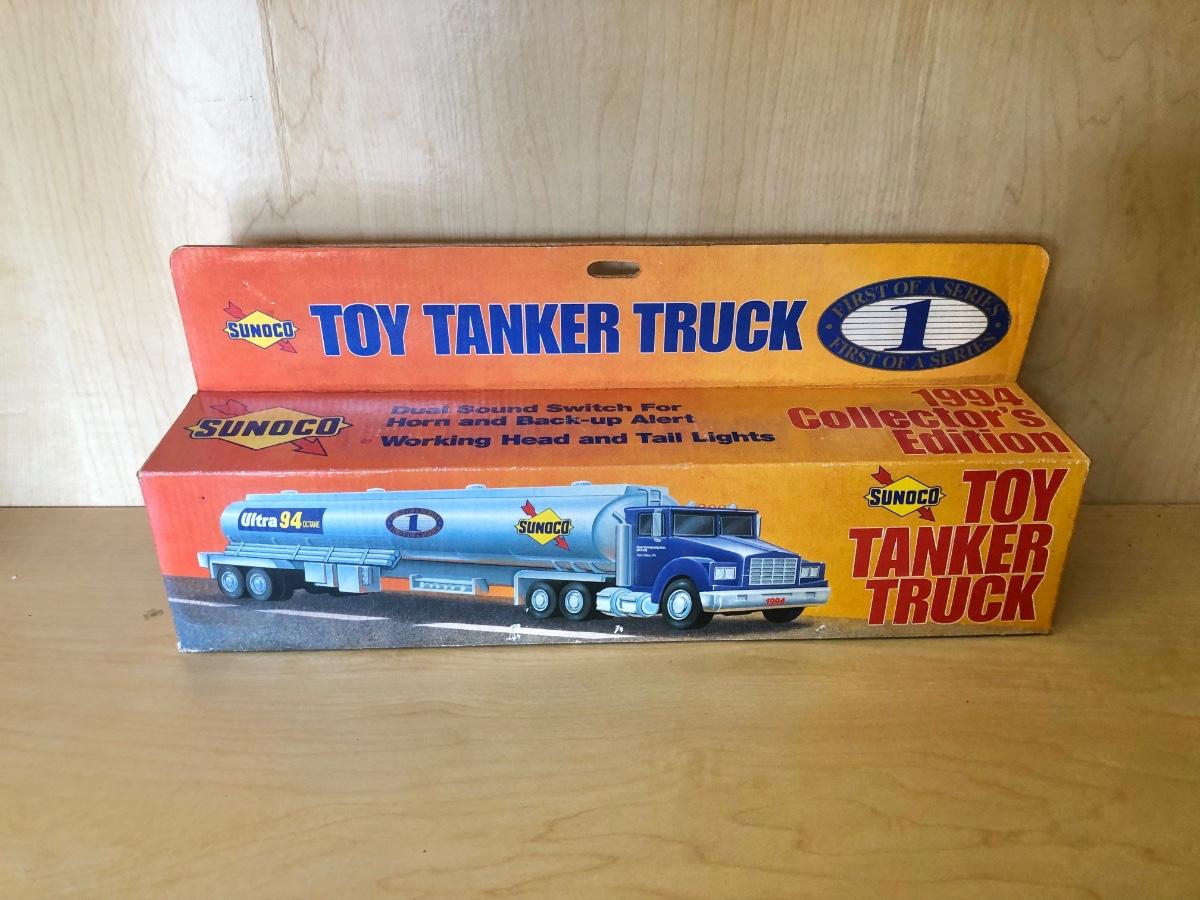 SUNOCO
TOY TANKER TRUCK
FIRST OF A SERIES
1
FIRST OF A SERIES
SUNOCO
Dual Sound Switch For
Horn and Back-up Alert
Working Head and Tail Lights
1994
Collector's
Edition
SUNOCO
TOY
TANKER
TRUCK
Ultra 94 OCTANE
1
SUNOCO
1994